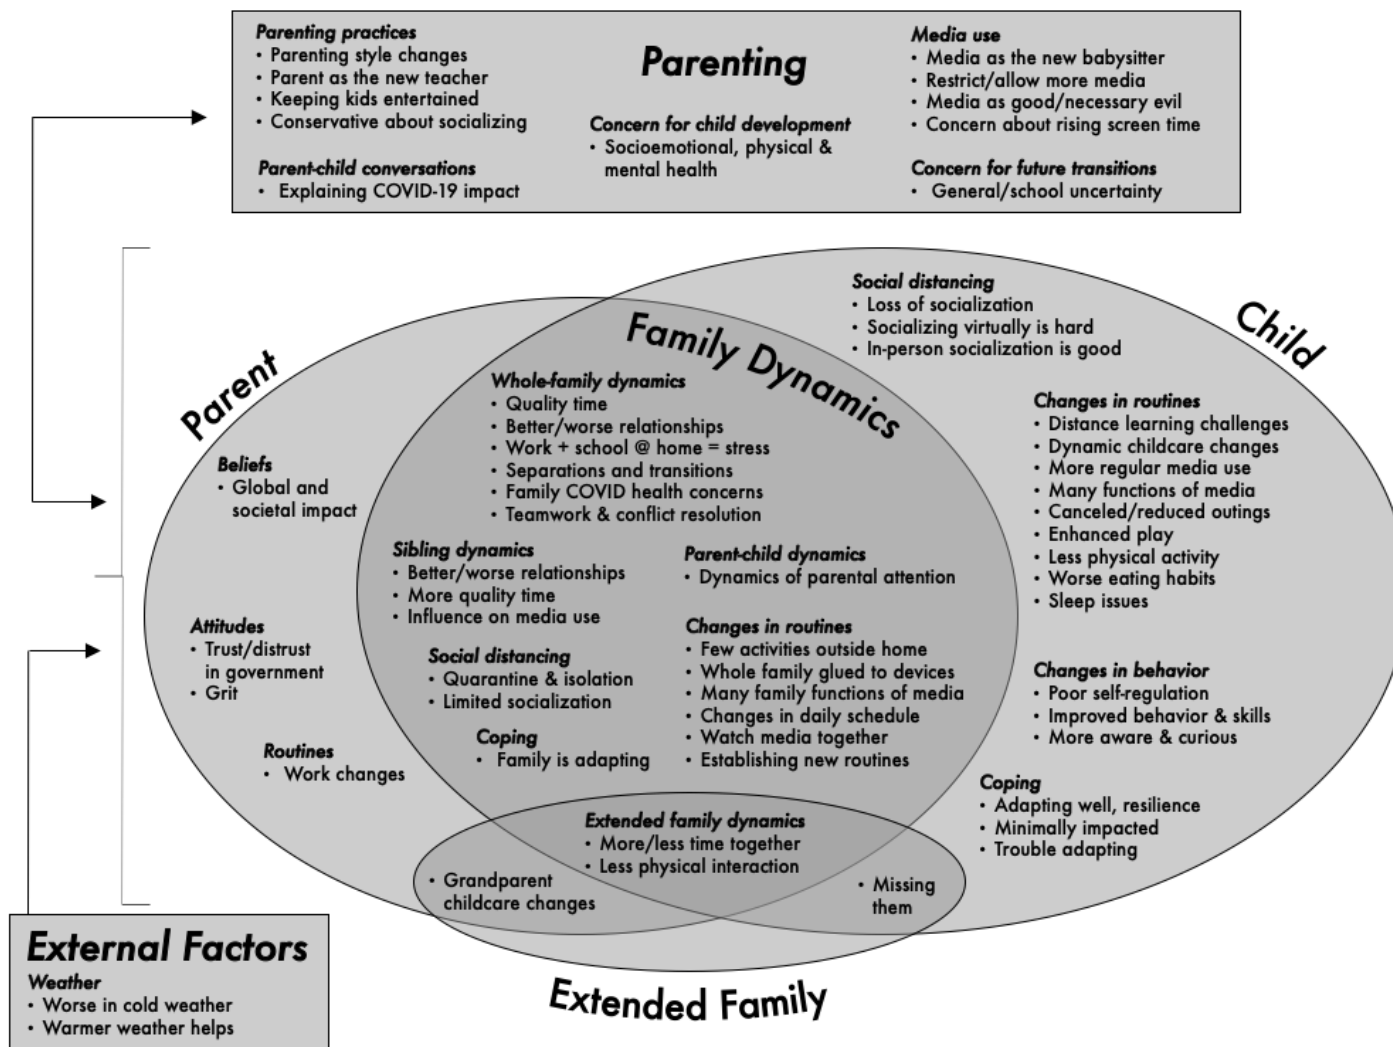 Parenting
Parenting practices
• Parenting style changes
• Parent as the new teacher
• Keeping kids entertained
• Conservative about socializing
Parent-child conversations
• Explaining COVID-19 impact
Concern for child development
• Socioemotional, physical &
mental health
Media use
• Media as the new babysitter
• Restrict/allow more media
• Media as good/necessary evil
• Concern about rising screen time
Concern for future transitions
• General/school uncertainty
Parent
Beliefs
• Global and
societal impact
Attitudes
• Trust/distrust
in government
• Grit
Routines
• Work changes
Family Dynamics
Whole-family dynamics
• Quality time
• Better/worse relationships
• Work + school @ home = stress
• Separations and transitions
• Family COVID health concerns
• Teamwork & conflict resolution
Sibling dynamics
• Better/worse relationships
• More quality time
• Influence on media use
Social distancing
• Quarantine & isolation
• Limited socialization
Coping
• Family is adapting
Parent-child dynamics
• Dynamics of parental attention
Changes in routines
• Few activities outside home
• Whole family glued to devices
• Many family functions of media
• Changes in daily schedule
• Watch media together
• Establishing new routines
Child
Social distancing
• Loss of socialization
• Socializing virtually is hard
• In-person socialization is good
Changes in routines
• Distance learning challenges
• Dynamic childcare changes
• More regular media use
• Many functions of media
• Canceled/reduced outings
• Enhanced play
• Less physical activity
• Worse eating habits
• Sleep issues
Changes in behavior
• Poor self-regulation
• Improved behavior & skills
• More aware & curious
Coping
• Adapting well, resilience
• Minimally impacted
• Trouble adapting
Extended family dynamics
• More/less time together
• Less physical interaction
• Grandparent
childcare changes
• Missing
them
Extended Family
External Factors
Weather
• Worse in cold weather
• Warmer weather helps